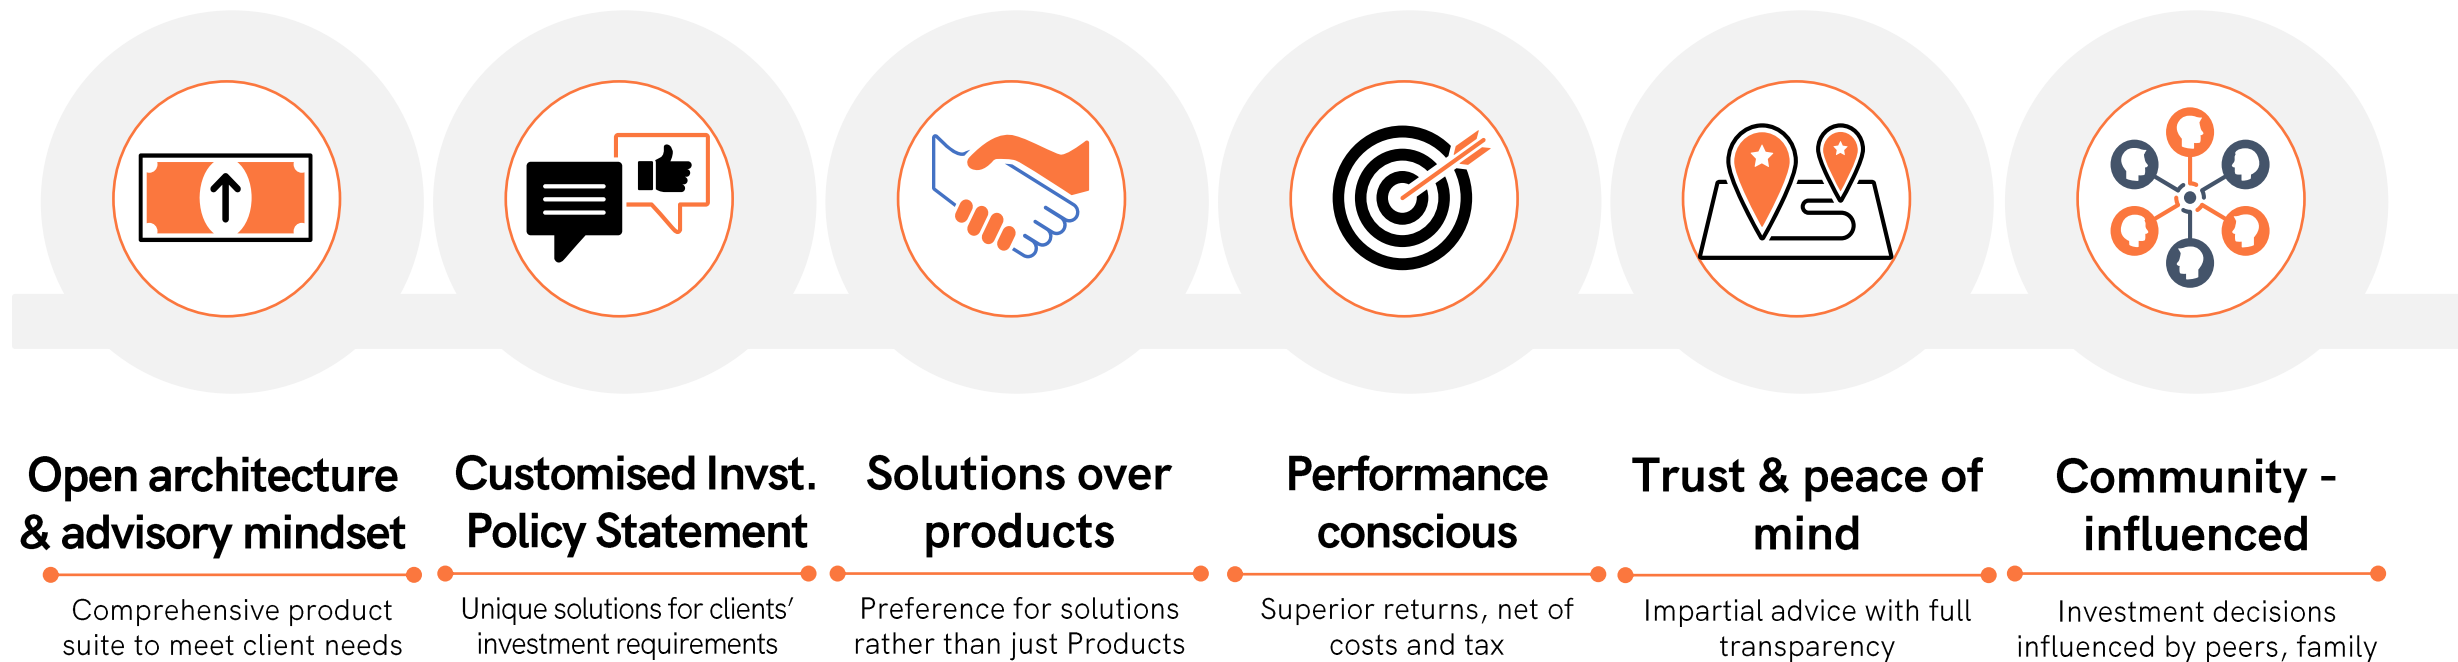 Open architecture
& advisory mindset
Comprehensive product
suite to meet client needs
Customised Invst.
Policy Statement
Unique solutions for clients’
investment requirements
Solutions over
products
Preference for solutions
rather than just Products
Performance
conscious
Superior returns, net of
costs and tax
Trust & peace of
mind
Impartial advice with full
transparency
Community -
influenced
Investment decisions
influenced by peers, family